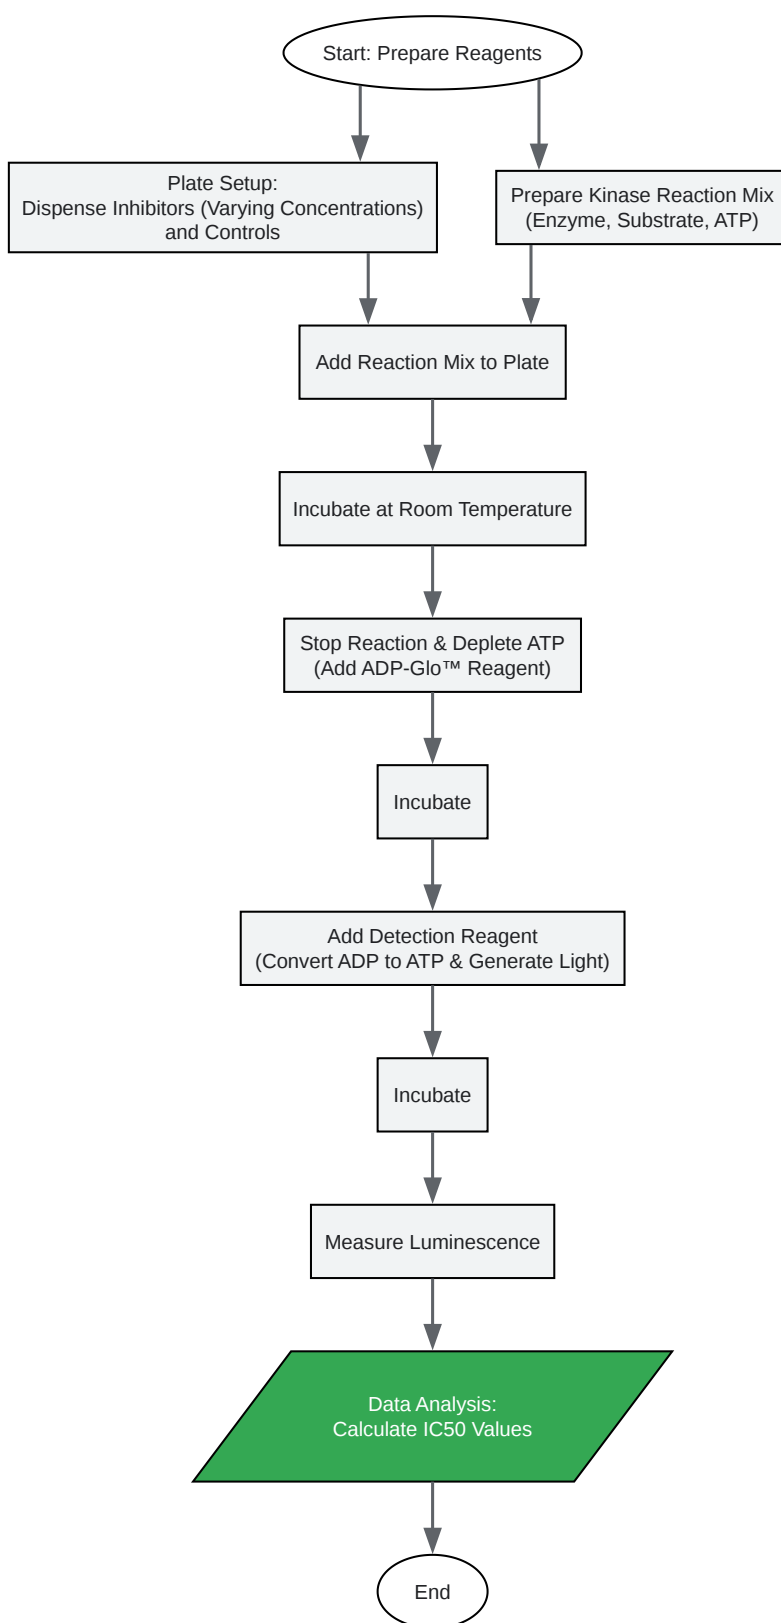 Start: Prepare Reagents
Plate Setup:
Dispense Inhibitors (Varying Concentrations)
and Controls
Prepare Kinase Reaction Mix
(Enzyme, Substrate, ATP)
Add Reaction Mix to Plate
Incubate at Room Temperature
Stop Reaction & Deplete ATP
(Add ADP-Glo™ Reagent)
Incubate
Add Detection Reagent
(Convert ADP to ATP & Generate Light)
Incubate
Measure Luminescence
Data Analysis:
Calculate IC50 Values
End